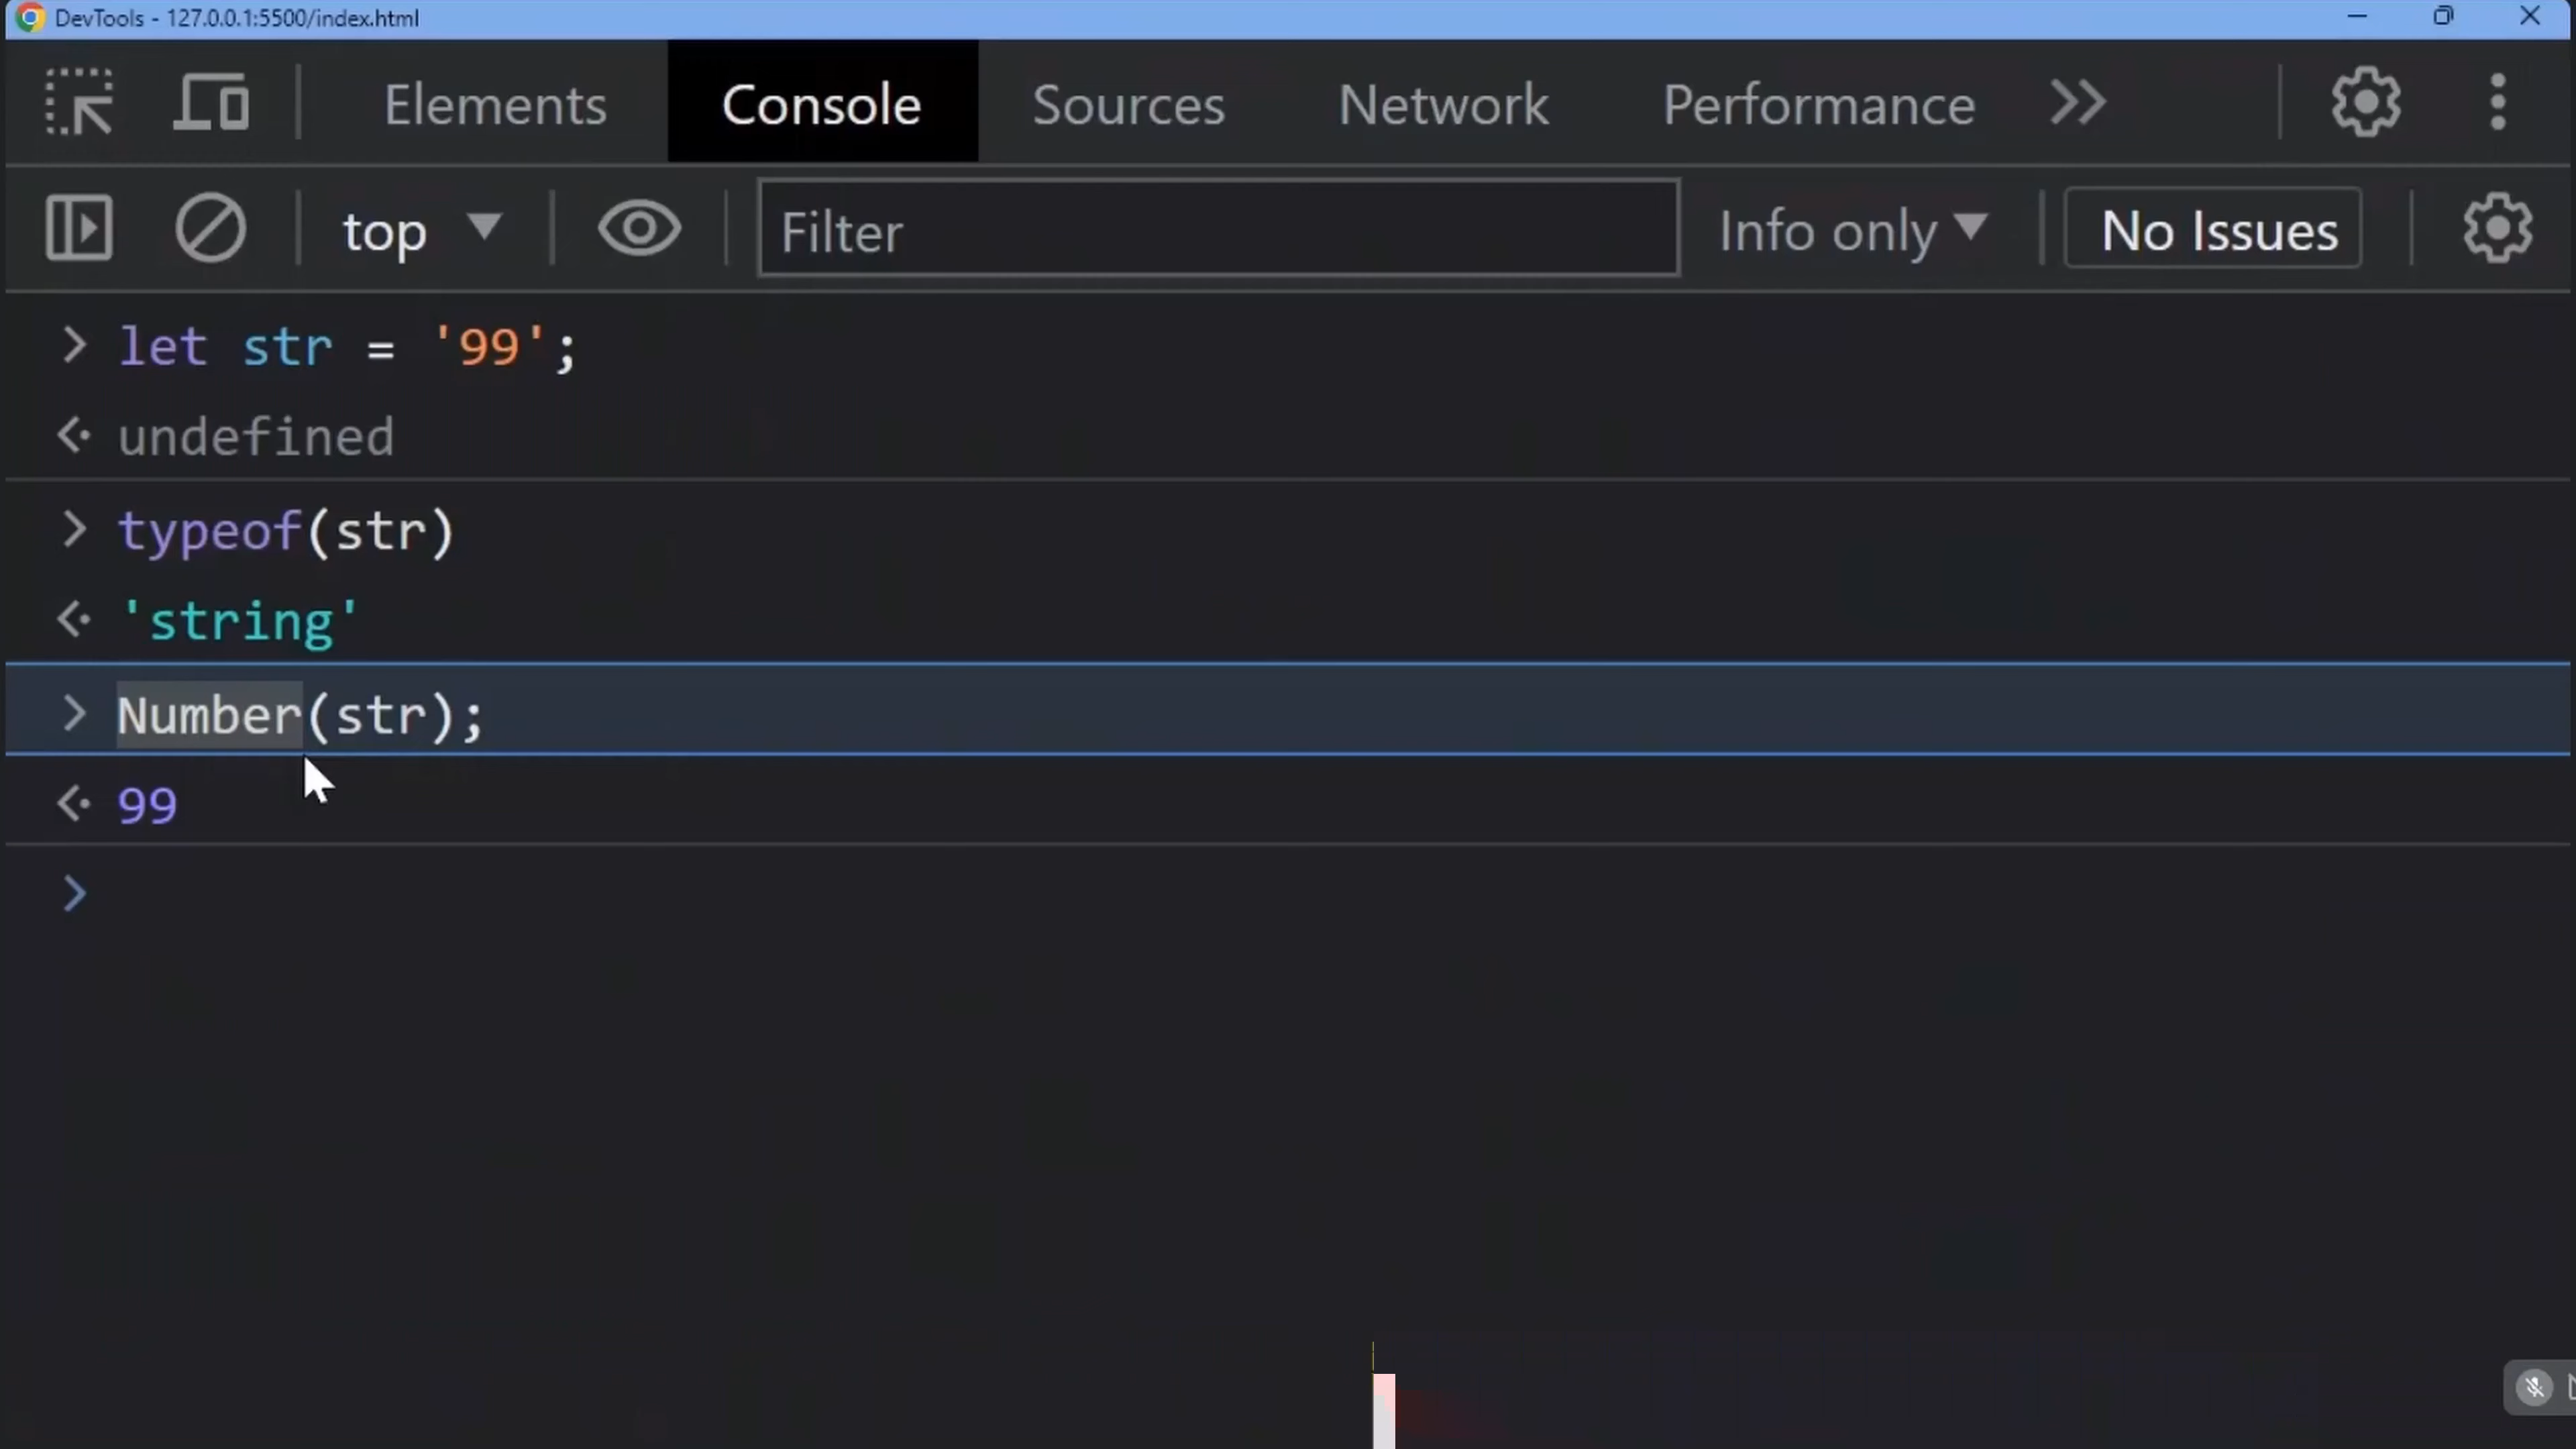 DevTools - 127.0.0.1:5500/index.html
Elements Console Sources Network Performance
top Filter Info only No Issues
> let str = '99';
undefined
> typeof(str)
'string'
> Number(str);
99
>